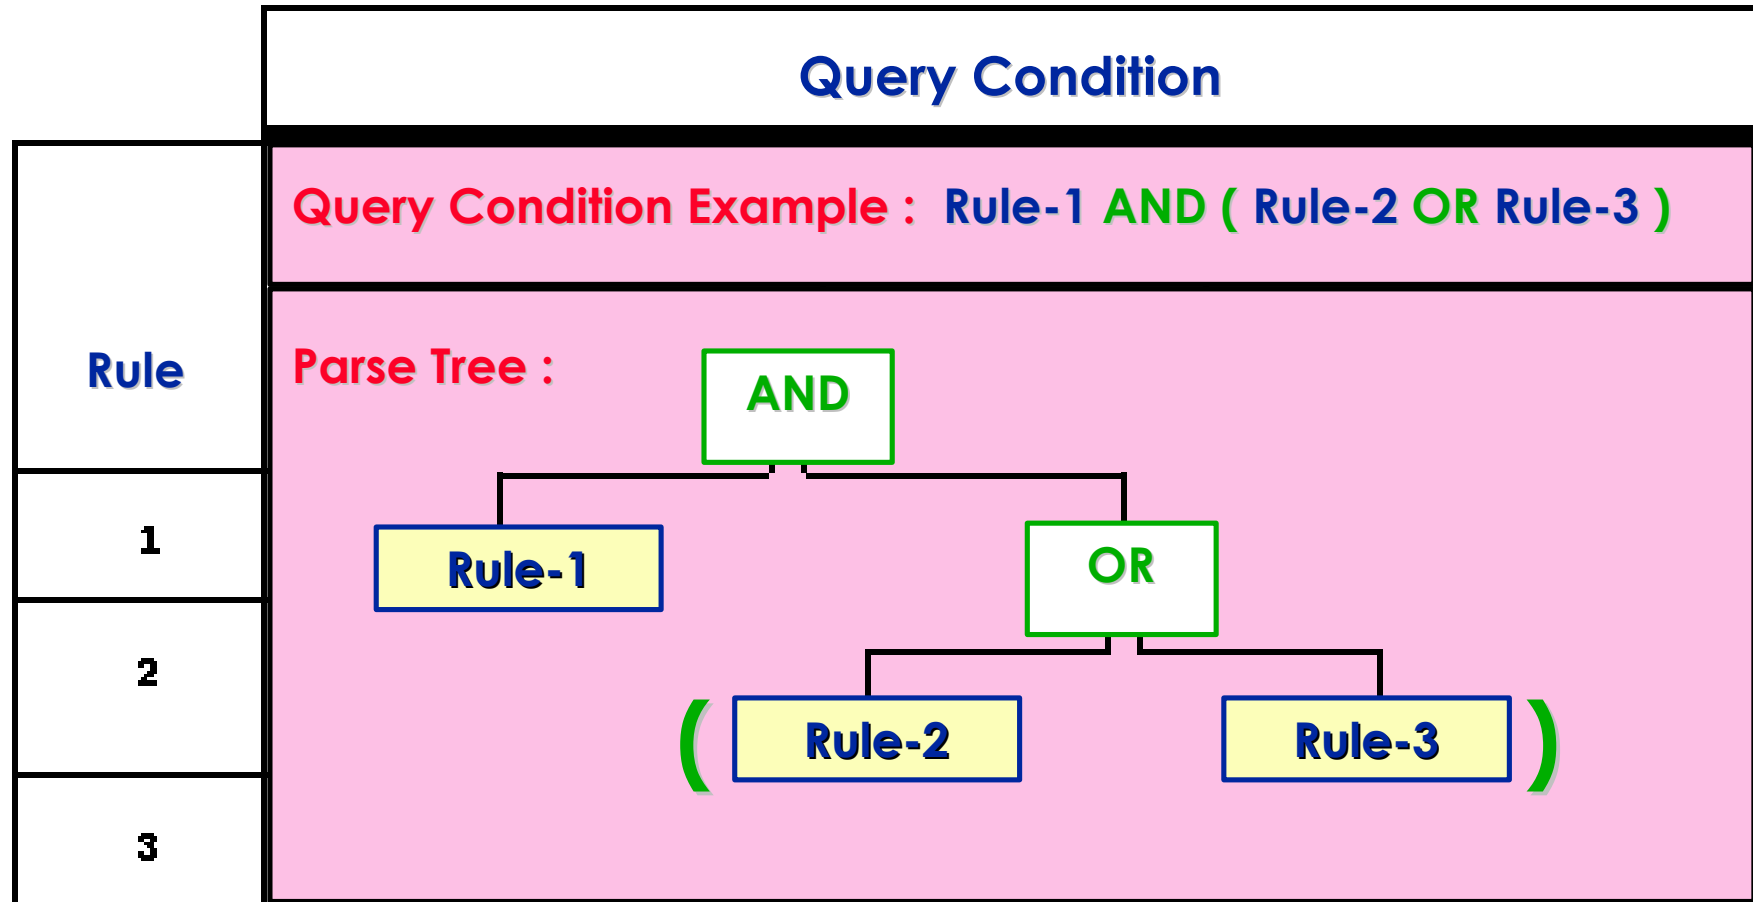 Query Condition
Query Condition Example : Rule-1 AND ( Rule-2 OR Rule-3 )
Rule
Parse Tree :
AND
1
Rule-1
OR
2
( Rule-2 Rule-3 )
3